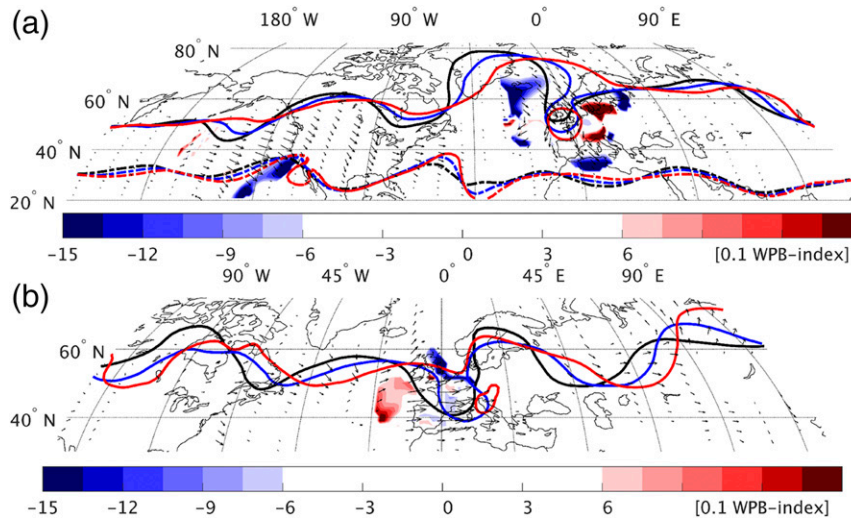 (a)
180° W 90° W 0° 90° E
80° N
60° N
40° N
20° N
-15 -12 -9 -6 -3 0 3 6 [0.1 WPB-index]
(b)
90° W 45° W 0° 45° E 90° E
60° N
40° N
-15 -12 -9 -6 -3 0 3 6 [0.1 WPB-index]